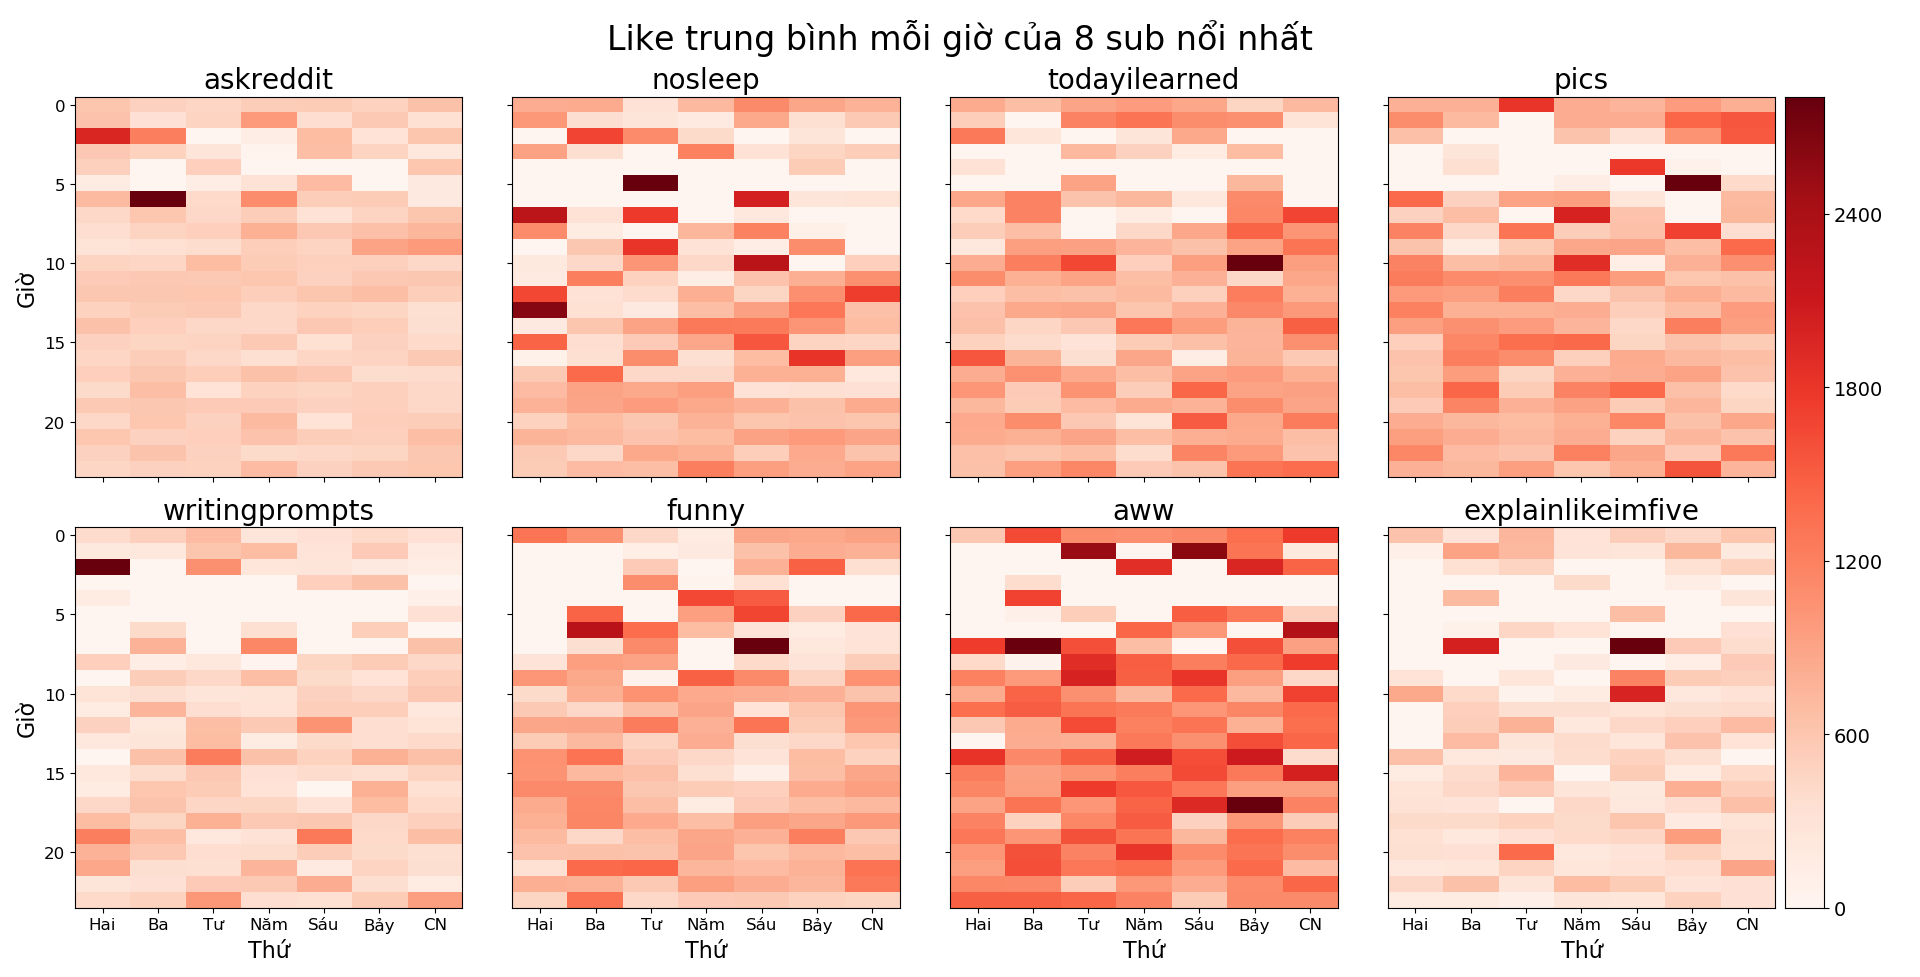 Like trung bình mỗi giờ của 8 sub nổi nhất
askreddit
nosleep
todayilearned
pics
0
5
10
15
20
Giờ
2400
1800
1200
600
0
writingprompts
funny
aww
explainlikeimfive
0
5
10
15
20
Giờ
Hai Ba Tư Năm Sáu Bảy CN
Hai Ba Tư Năm Sáu Bảy CN
Hai Ba Tư Năm Sáu Bảy CN
Hai Ba Tư Năm Sáu Bảy CN
Thứ
Thứ
Thứ
Thứ